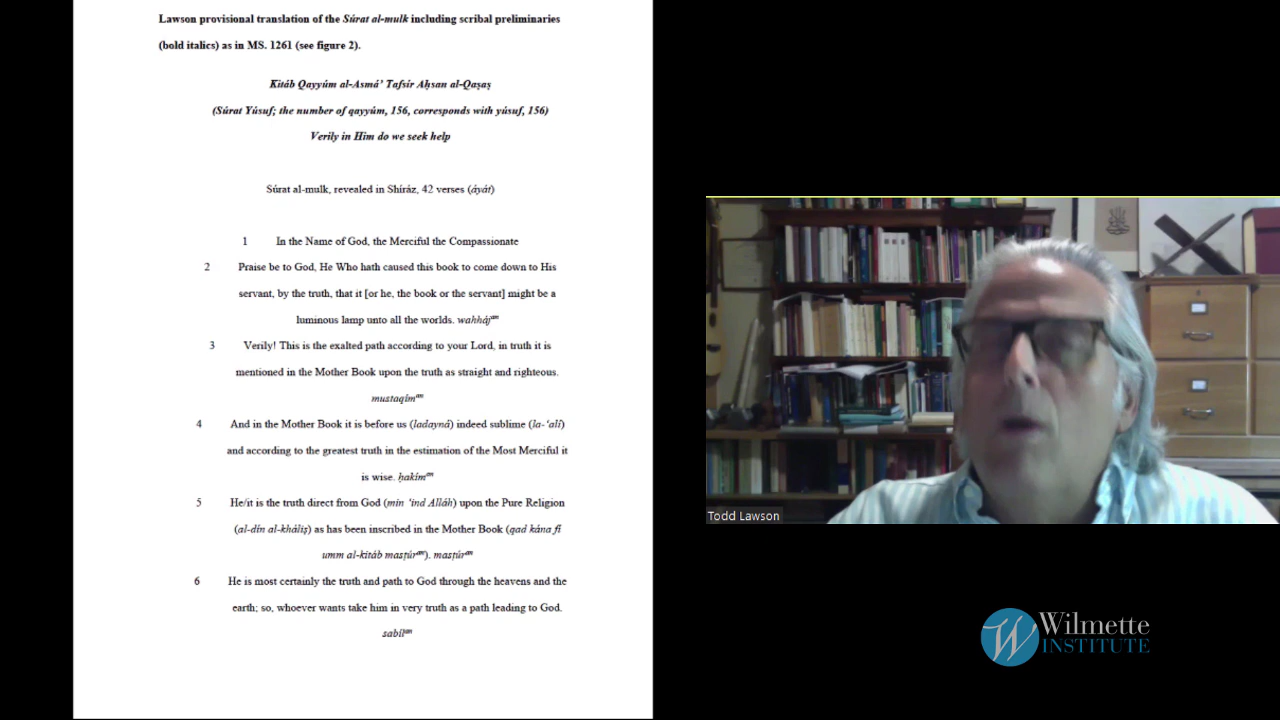 Lawson provisional translation of the Súrat al-mulk including scribal preliminaries
(bold italics) as in MS. 1261 (see figure 2).
Kitáb Qayyúm al-Asmá’ Tafsír Aḥsan al-Qaṣaṣ
(Súrat Yúsuf; the number of qayyúm, 156, corresponds with yúsuf, 156)
Verily in Him do we seek help
Súrat al-mulk, revealed in Shíráz, 42 verses (áyát)
1 In the Name of God, the Merciful the Compassionate
2 Praise be to God, He Who hath caused this book to come down to His
servant, by the truth, that it [or he, the book or the servant] might be a
luminous lamp unto all the worlds. wahhájᵃⁿ
3 Verily! This is the exalted path according to your Lord, in truth it is
mentioned in the Mother Book upon the truth as straight and righteous.
mustaqímᵃⁿ
4 And in the Mother Book it is before us (ladayná) indeed sublime (la-‘alí)
and according to the greatest truth in the estimation of the Most Merciful it
is wise. ḥakímᵃⁿ
5 He/it is the truth direct from God (min ‘ind Alláh) upon the Pure Religion
(al-dín al-kháliṣ) as has been inscribed in the Mother Book (qad kána fí
umm al-kitáb masṭúrᵃⁿ). masṭúrᵃⁿ
6 He is most certainly the truth and path to God through the heavens and the
earth; so, whoever wants take him in very truth as a path leading to God.
sabílᵃⁿ
Todd Lawson
Wilmette
INSTITUTE